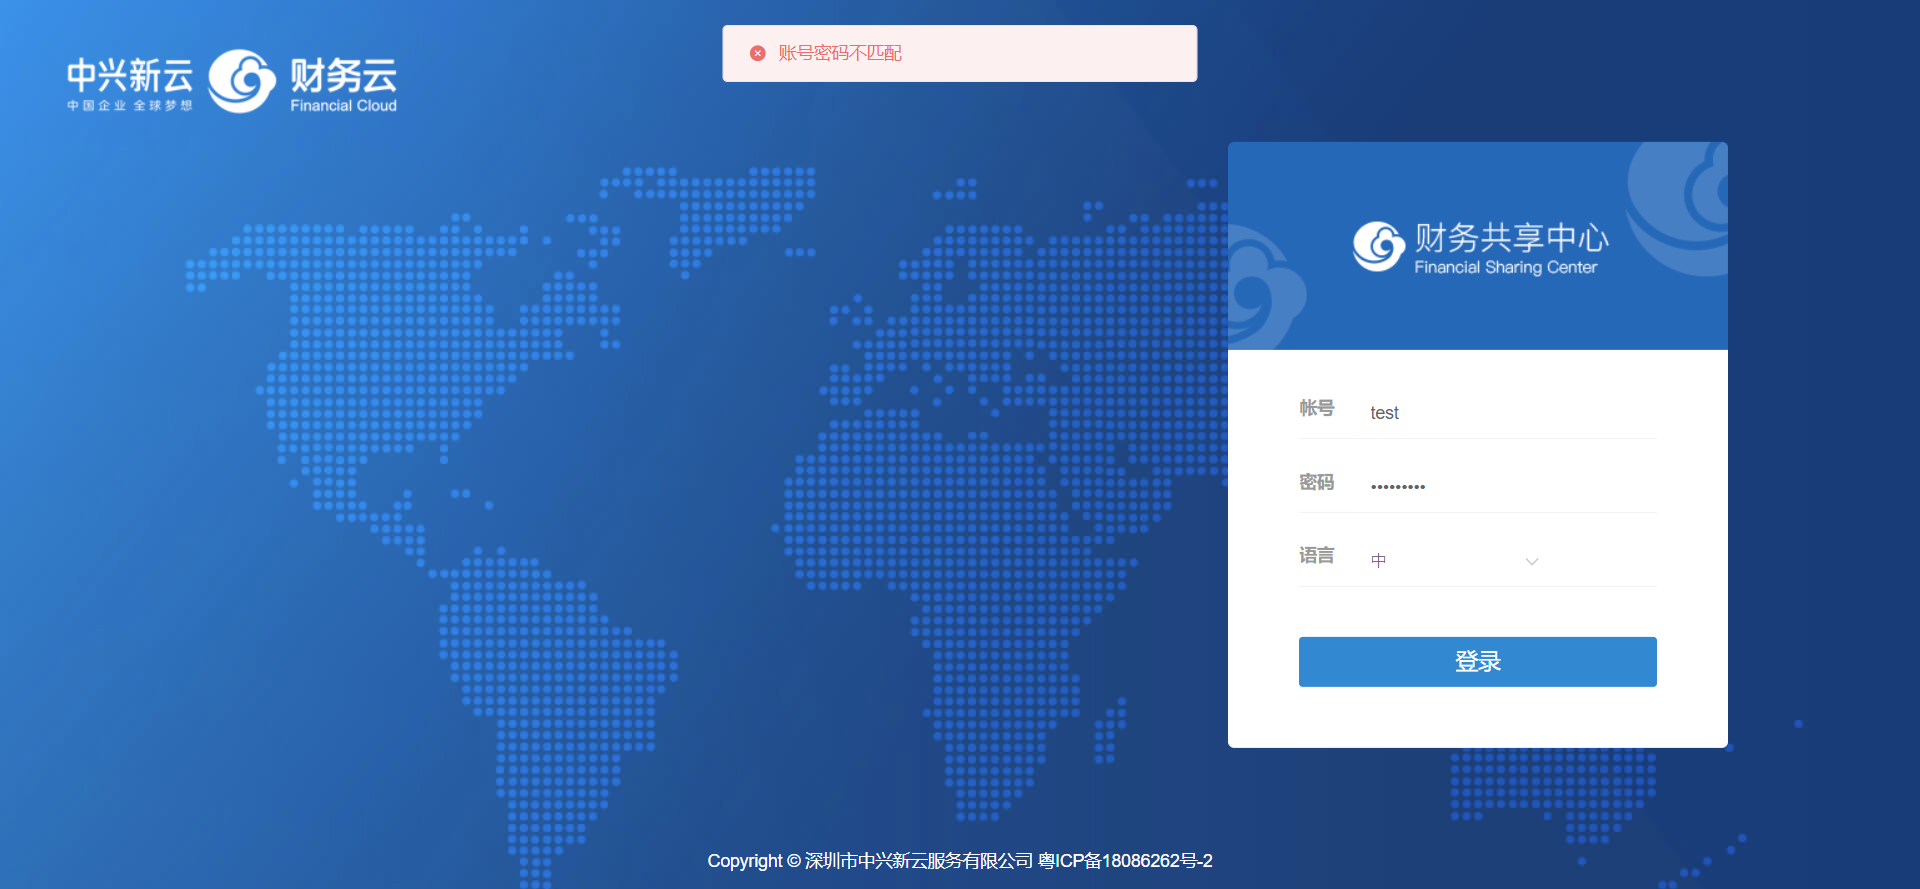 账号密码不匹配
中兴新云
中国企业 全球梦想
财务云
Financial Cloud
财务共享中心
Financial Sharing Center
帐号
test
密码
•••••••••
语言
中
登录
Copyright © 深圳市中兴新云服务有限公司 粤ICP备18086262号-2